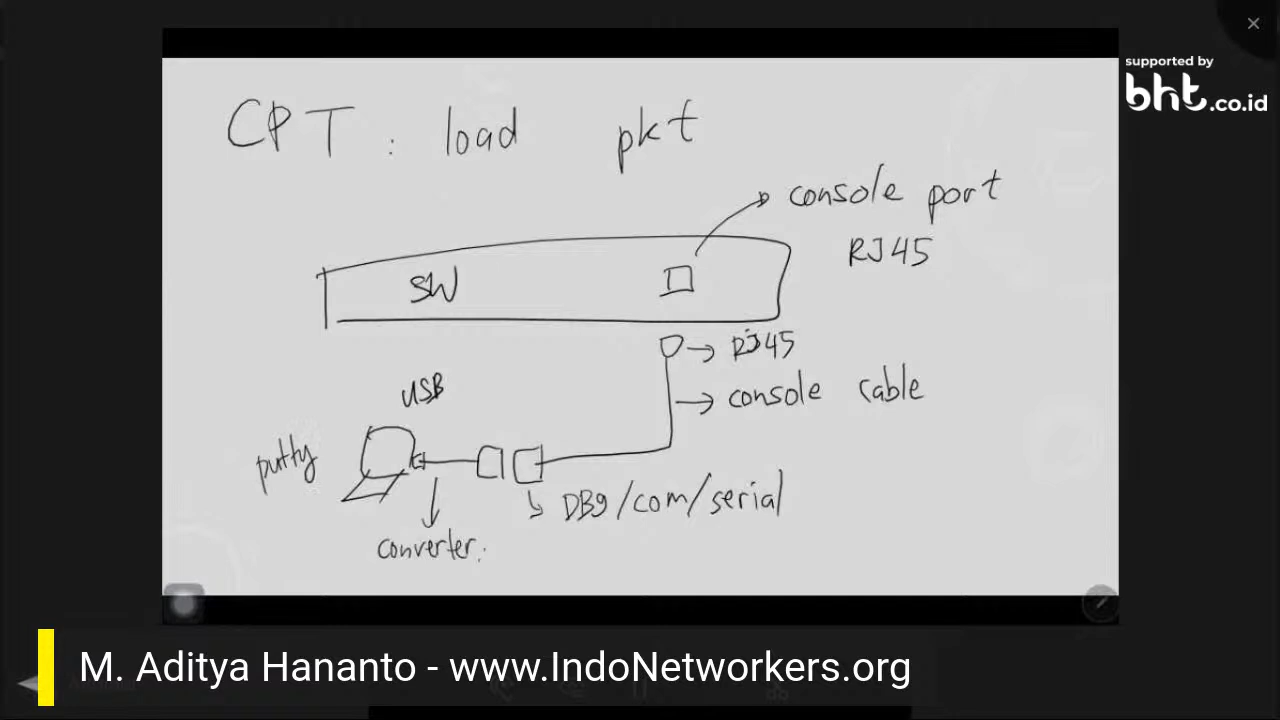 supported by
bht.co.id
CPT : load pkt
console port
RJ45
SW
RJ45
console cable
USB
putty
DB9/com/serial
converter
M. Aditya Hananto - www.IndoNetworkers.org